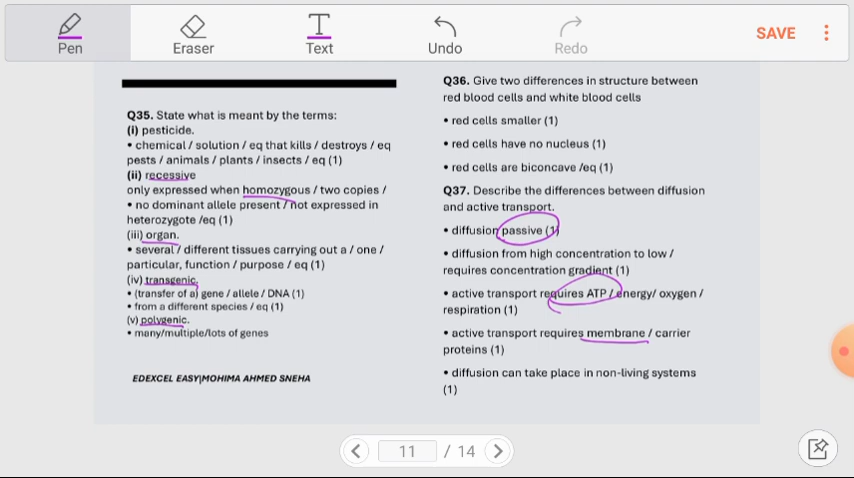 Pen
Eraser
Text
Undo
Redo
SAVE
Q35. State what is meant by the terms:
(i) pesticide.
• chemical / solution / eq that kills / destroys / eq
pests / animals / plants / insects / eq (1)
(ii) recessive
only expressed when homozygous / two copies /
• no dominant allele present / not expressed in
heterozygote /eq (1)
(iii) organ.
• several / different tissues carrying out a / one /
particular, function / purpose / eq (1)
(iv) transgenic.
• (transfer of a) gene / allele / DNA (1)
• from a different species / eq (1)
(v) polygenic.
• many/multiple/lots of genes
EDEXCEL EASY|MOHIMA AHMED SNEHA
Q36. Give two differences in structure between
red blood cells and white blood cells
• red cells smaller (1)
• red cells have no nucleus (1)
• red cells are biconcave /eq (1)
Q37. Describe the differences between diffusion
and active transport.
• diffusion passive (1)
• diffusion from high concentration to low /
requires concentration gradient (1)
• active transport requires ATP / energy/ oxygen /
respiration (1)
• active transport requires membrane / carrier
proteins (1)
• diffusion can take place in non-living systems
(1)
11 / 14